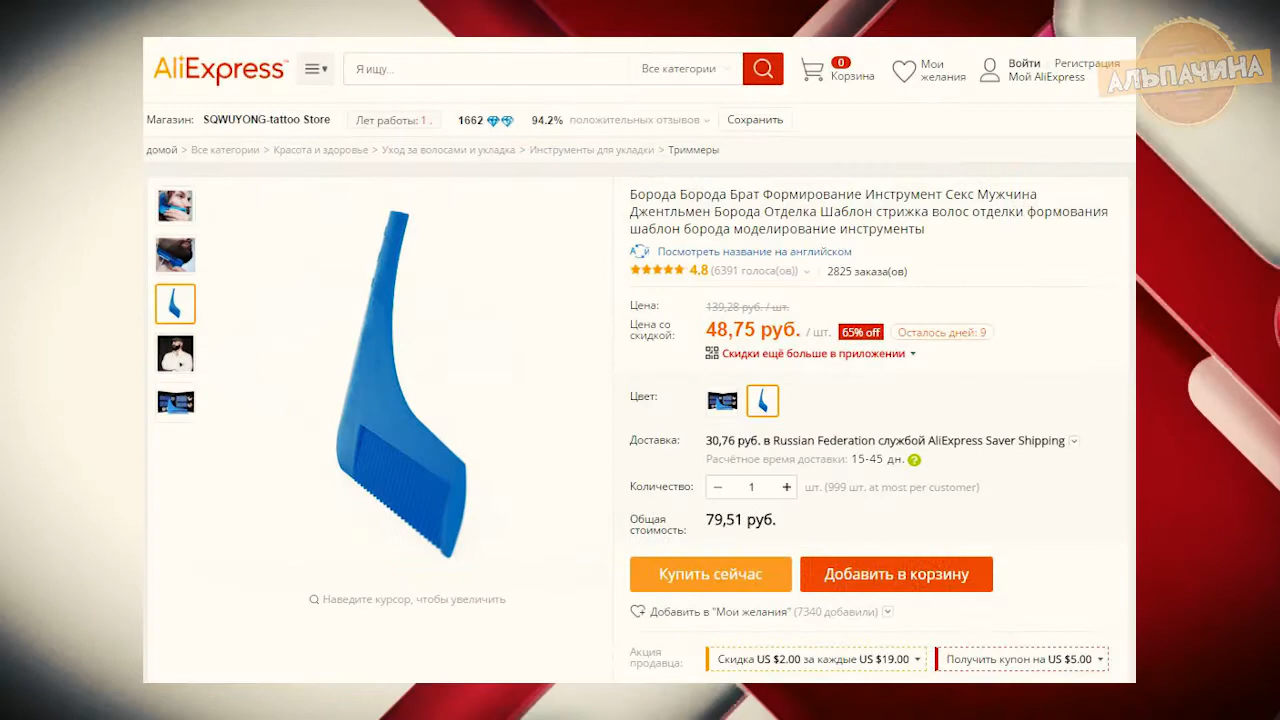 AliExpress™
Я ищу...
Все категории
0
Корзина
Мои желания
Войти
Регистрация
Мой AliExpress
АЛЬПАЧИНА
Магазин: SQWUYONG-tattoo Store
Лет работы: 1 .
1662
94.2% положительных отзывов
Сохранить
домой > Все категории > Красота и здоровье > Уход за волосами и укладка > Инструменты для укладки > Триммеры
Борода Борода Брат Формирование Инструмент Секс Мужчина
Джентльмен Борода Отделка Шаблон стрижка волос отделки формования
шаблон борода моделирование инструменты
Посмотреть название на английском
4.8 (6391 голоса(ов)) 2825 заказа(ов)
Цена: 139,28 руб. / шт.
Цена со
скидкой:
48,75 руб. / шт. 65% off Осталось дней: 9
Скидки ещё больше в приложении
Цвет:
Доставка: 30,76 руб. в Russian Federation службой AliExpress Saver Shipping
Расчётное время доставки: 15-45 дн. ?
Количество: − 1 + шт. (999 шт. at most per customer)
Общая
стоимость:
79,51 руб.
Купить сейчас
Добавить в корзину
Наведите курсор, чтобы увеличить
Добавить в "Мои желания" (7340 добавили)
Акция
продавца:
Скидка US $2.00 за каждые US $19.00
Получить купон на US $5.00